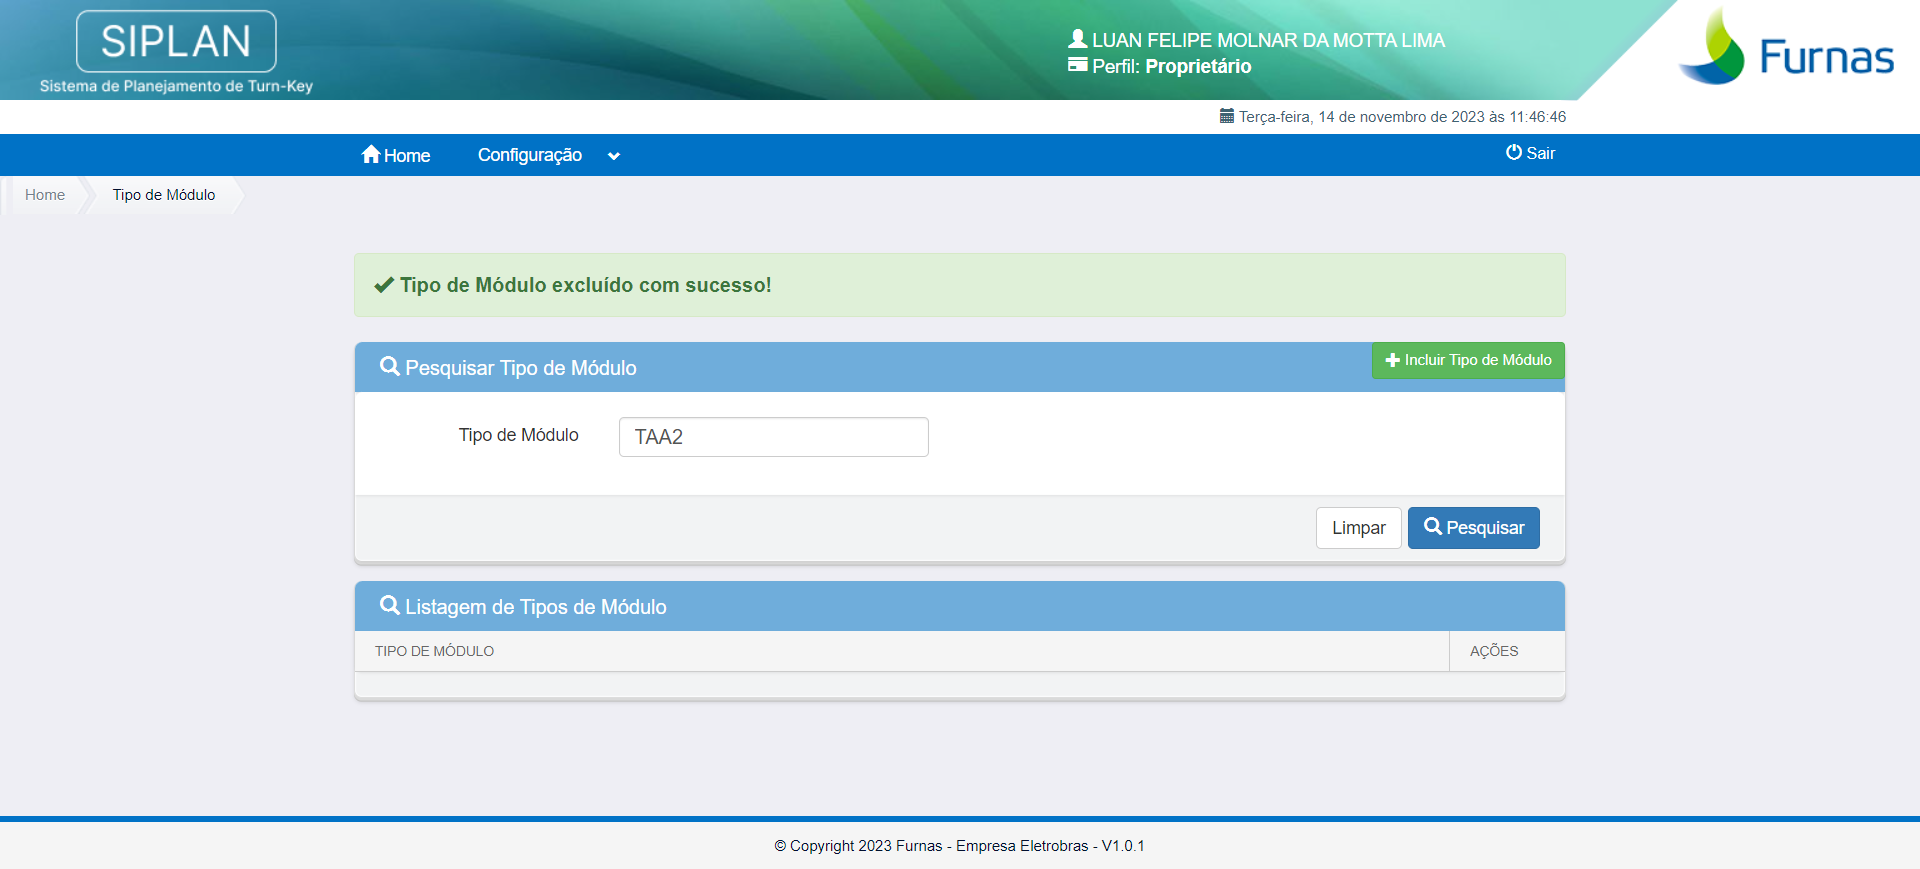 SIPLAN
Sistema de Planejamento de Turn-Key
LUAN FELIPE MOLNAR DA MOTTA LIMA
Perfil: Proprietário
Furnas
Terça-feira, 14 de novembro de 2023 às 11:46:46
Home
Configuração
Sair
Home
Tipo de Módulo
Tipo de Módulo excluído com sucesso!
Pesquisar Tipo de Módulo
Incluir Tipo de Módulo
Tipo de Módulo
TAA2
Limpar
Pesquisar
Listagem de Tipos de Módulo
TIPO DE MÓDULO
AÇÕES
© Copyright 2023 Furnas - Empresa Eletrobras - V1.0.1